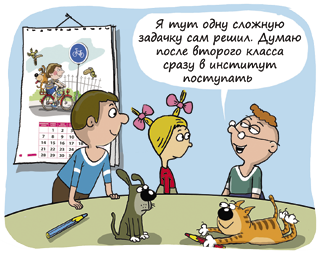 Я тут одну сложную
задачку сам решил. Думаю
после второго класса
сразу в институт
поступать